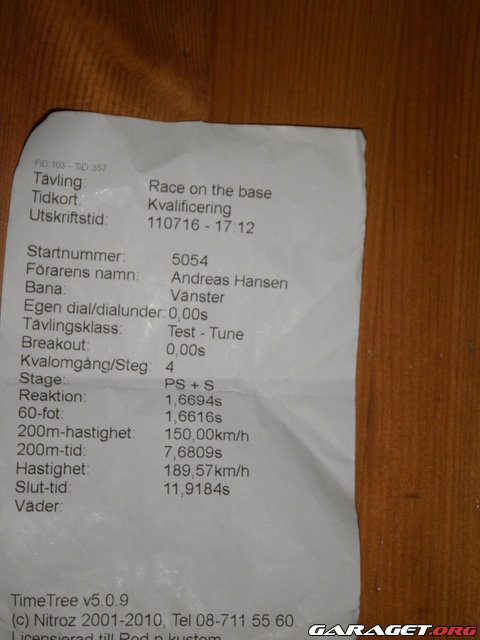 FiD 103 - TiD 357
Tävling: Race on the base
Tidkort: Kvalificering
Utskriftstid: 110716 - 17:12
Startnummer: 5054
Förarens namn: Andreas Hansen
Bana: Vänster
Egen dial/dialunder: 0,00s
Tävlingsklass: Test - Tune
Breakout: 0,00s
Kvalomgång/Steg: 4
Stage: PS + S
Reaktion: 1,6694s
60-fot: 1,6616s
200m-hastighet: 150,00km/h
200m-tid: 7,6809s
Hastighet: 189,57km/h
Slut-tid: 11,9184s
Väder:
TimeTree v5.0.9
(c) Nitroz 2001-2010, Tel 08-711 55 60.
Licensierad till Rod n kustom
GARAGET.ORG